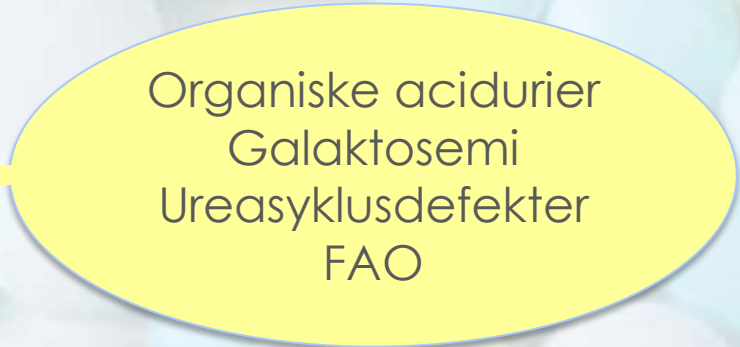 Organiske acidurier
Galaktosemi
Ureasyklusdefekter
FAO